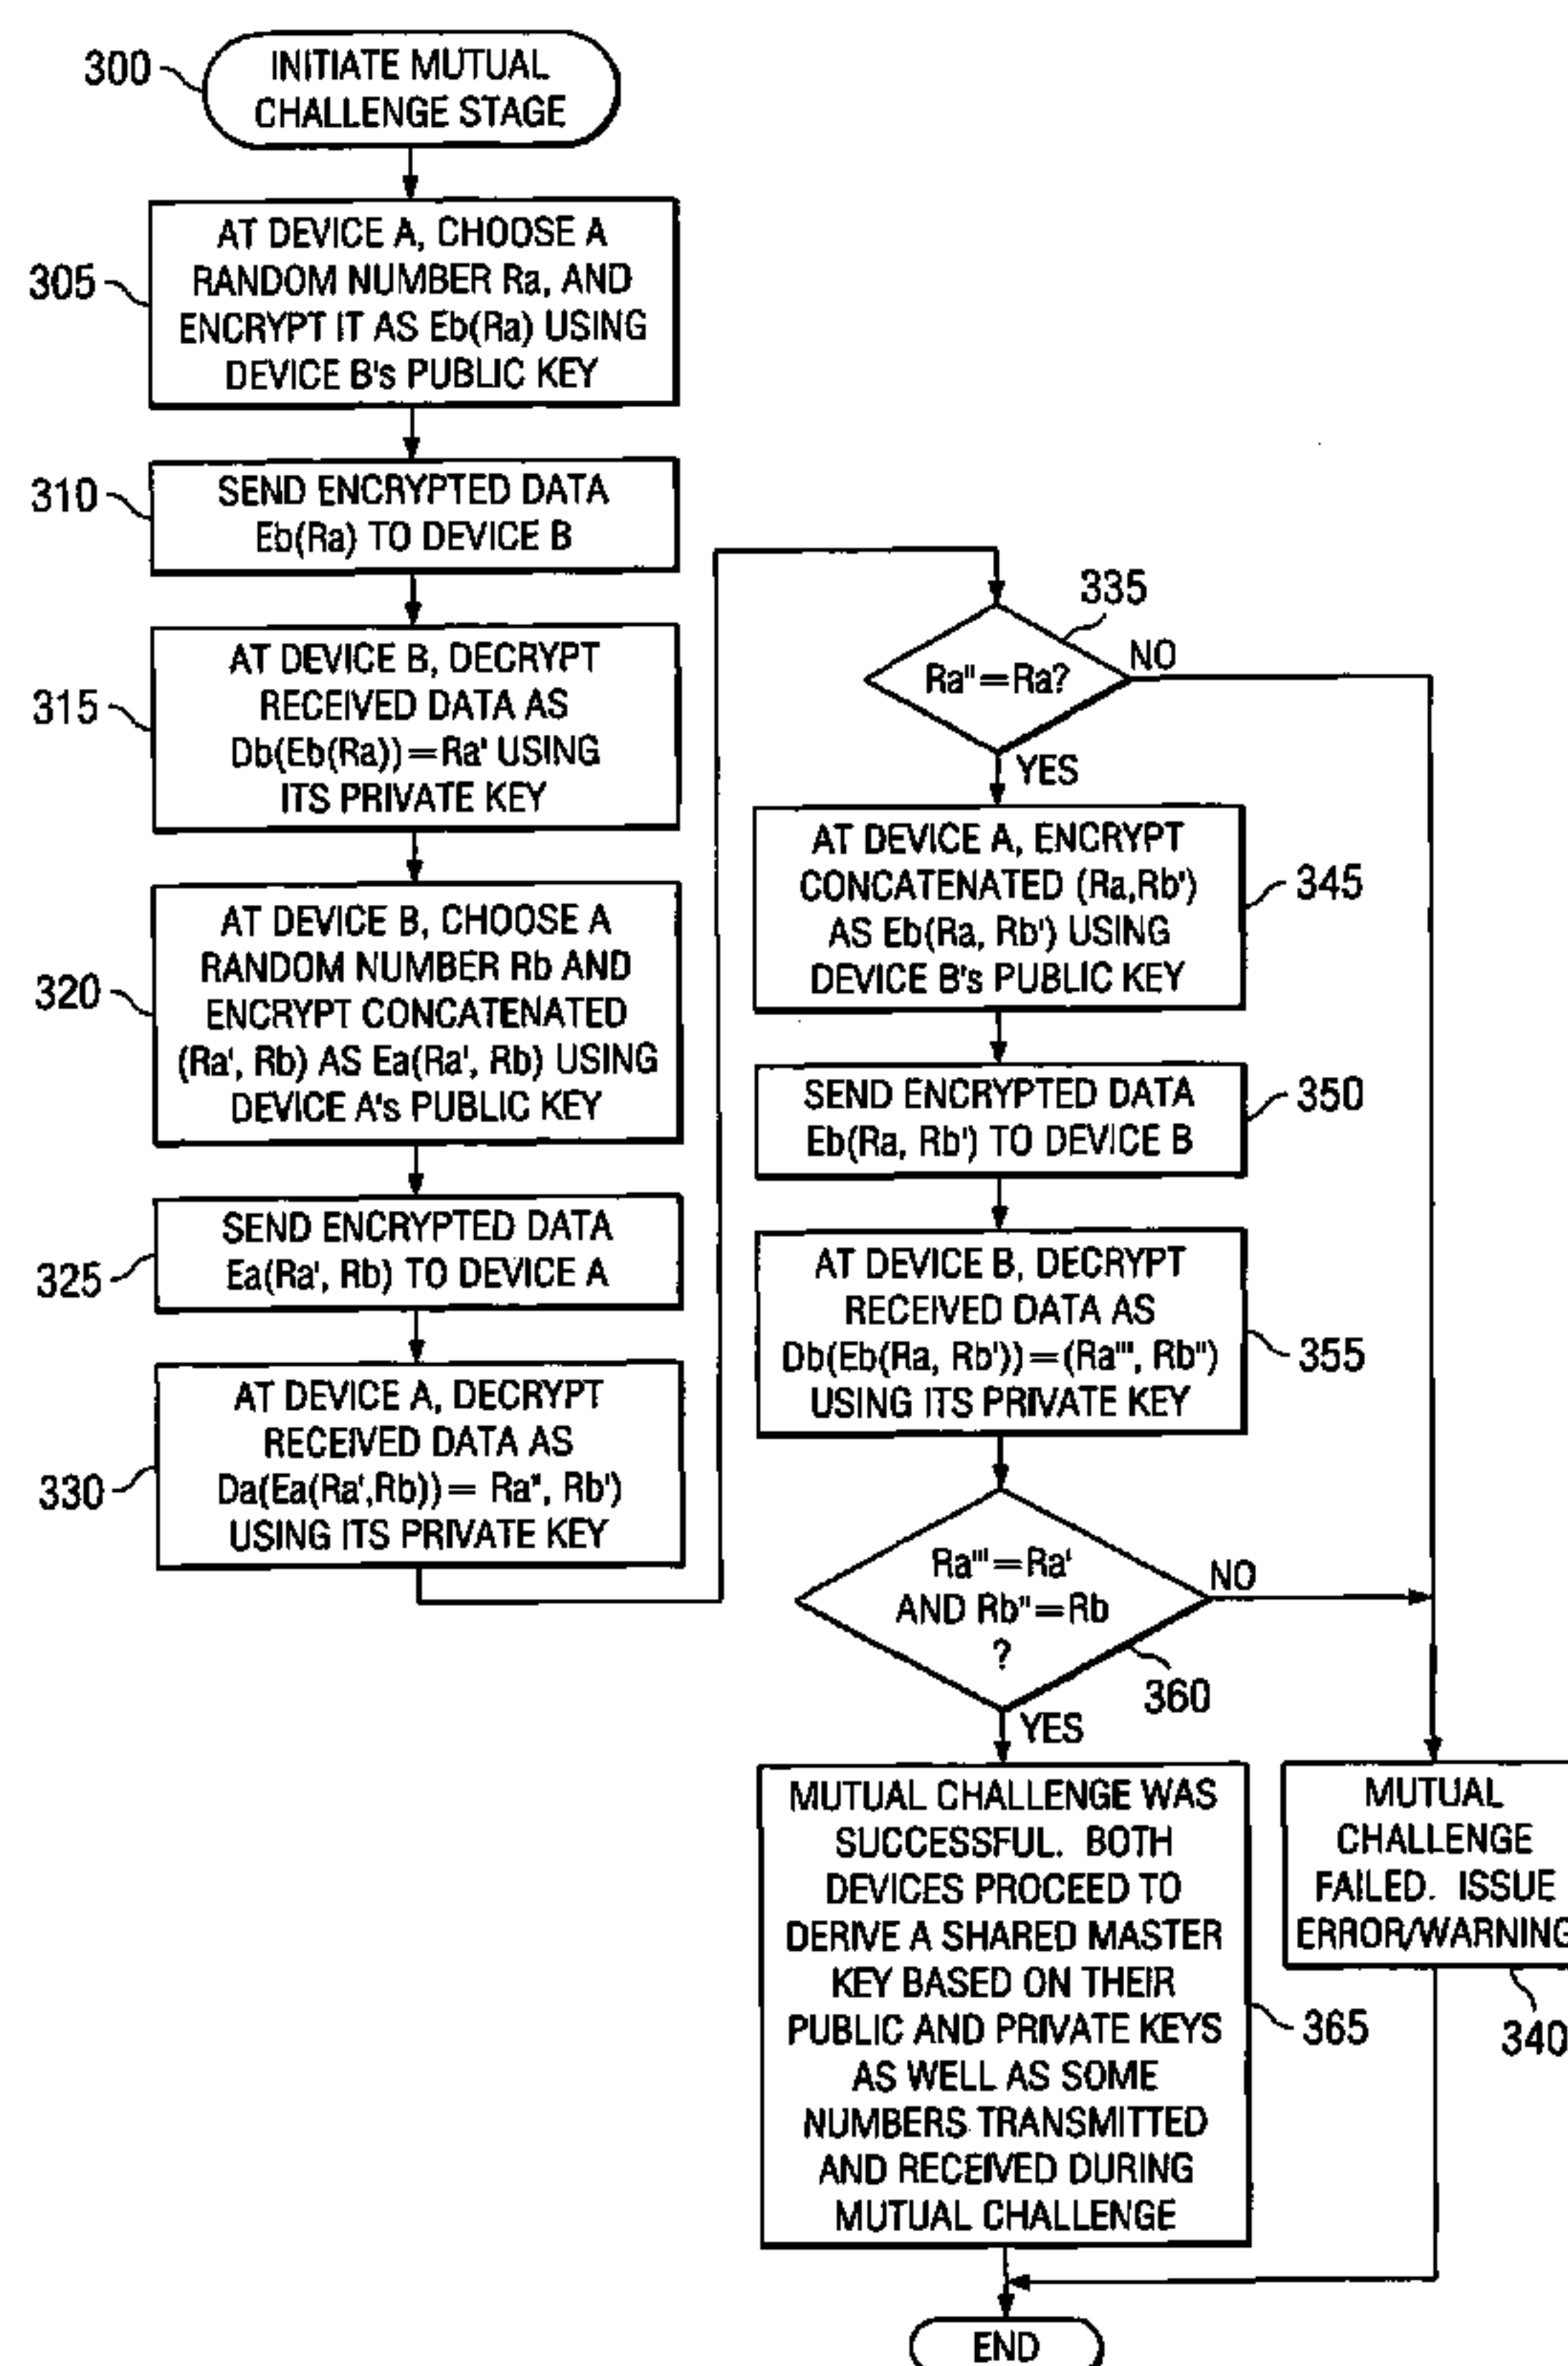 300
INITIATE MUTUAL
CHALLENGE STAGE
305
AT DEVICE A, CHOOSE A
RANDOM NUMBER Ra, AND
ENCRYPT IT AS Eb(Ra) USING
DEVICE B's PUBLIC KEY
310
SEND ENCRYPTED DATA
Eb(Ra) TO DEVICE B
315
AT DEVICE B, DECRYPT
RECEIVED DATA AS
Db(Eb(Ra))=Ra' USING
ITS PRIVATE KEY
320
AT DEVICE B, CHOOSE A
RANDOM NUMBER Rb AND
ENCRYPT CONCATENATED
(Ra', Rb) AS Ea(Ra', Rb) USING
DEVICE A's PUBLIC KEY
325
SEND ENCRYPTED DATA
Ea(Ra', Rb) TO DEVICE A
330
AT DEVICE A, DECRYPT
RECEIVED DATA AS
Da(Ea(Ra',Rb))= Ra", Rb')
USING ITS PRIVATE KEY
335
Ra"=Ra?
NO
YES
AT DEVICE A, ENCRYPT
CONCATENATED (Ra,Rb')
AS Eb(Ra, Rb') USING
DEVICE B's PUBLIC KEY
345
SEND ENCRYPTED DATA
Eb(Ra, Rb') TO DEVICE B
350
AT DEVICE B, DECRYPT
RECEIVED DATA AS
Db(Eb(Ra, Rb'))=(Ra"', Rb")
USING ITS PRIVATE KEY
355
Ra"'=Ra'
AND Rb"=Rb
?
NO
360
YES
MUTUAL CHALLENGE WAS
SUCCESSFUL. BOTH
DEVICES PROCEED TO
DERIVE A SHARED MASTER
KEY BASED ON THEIR
PUBLIC AND PRIVATE KEYS
AS WELL AS SOME
NUMBERS TRANSMITTED
AND RECEIVED DURING
MUTUAL CHALLENGE
365
MUTUAL
CHALLENGE
FAILED. ISSUE
ERROR/WARNING
340
END